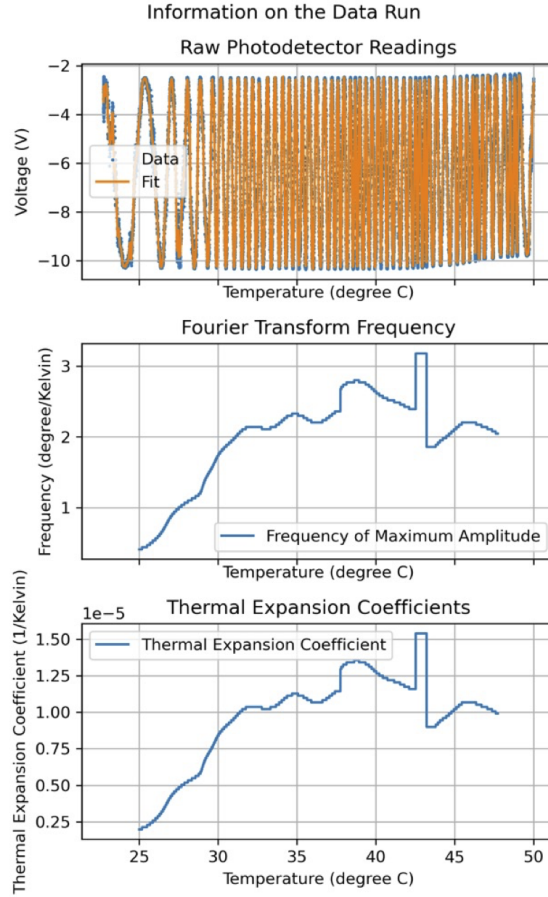 Information on the Data Run
Raw Photodetector Readings
Voltage (V)
−2
−4
−6
−8
−10
Data
Fit
Temperature (degree C)
Fourier Transform Frequency
Frequency (degree/Kelvin)
3
2
1
Frequency of Maximum Amplitude
Temperature (degree C)
Thermal Expansion Coefficients
Thermal Expansion Coefficient (1/Kelvin)
1e−5
1.50
1.25
1.00
0.75
0.50
0.25
Thermal Expansion Coefficient
25 30 35 40 45 50
Temperature (degree C)